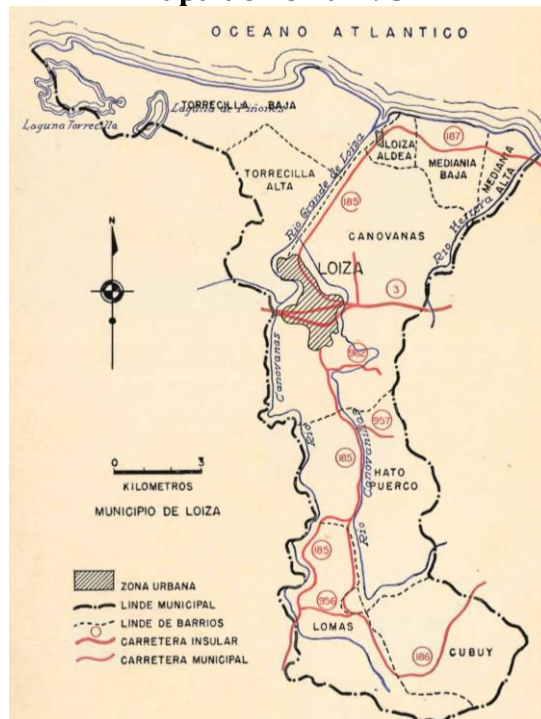 OCEANO ATLANTICO
TORRECILLA BAJA
Laguna de Piñones
Laguna Torrecilla
TORRECILLA
ALTA
Rio Grande de Loiza
LOIZA
ALDEA
187
MEDIANIA
BAJA
MEDIANIA
ALTA
185
Rio Herrera
CANOVANAS
N
LOIZA
3
962
Rio Canovanas
957
185
Rio Canovanillas
HATO
PUERCO
0 3
KILOMETROS
MUNICIPIO DE LOIZA
185
956
LOMAS
186
CUBUY
ZONA URBANA
LINDE MUNICIPAL
LINDE DE BARRIOS
CARRETERA INSULAR
CARRETERA MUNICIPAL